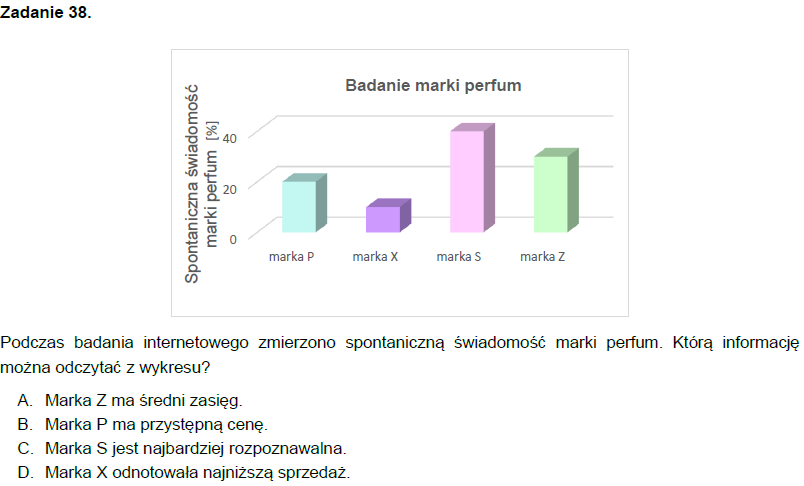 Zadanie 38.
Badanie marki perfum
Spontaniczna świadomość
marki perfum [%]
40
20
0
marka P marka X marka S marka Z
Podczas badania internetowego zmierzono spontaniczną świadomość marki perfum. Którą informację
można odczytać z wykresu?
A. Marka Z ma średni zasięg.
B. Marka P ma przystępną cenę.
C. Marka S jest najbardziej rozpoznawalna.
D. Marka X odnotowała najniższą sprzedaż.